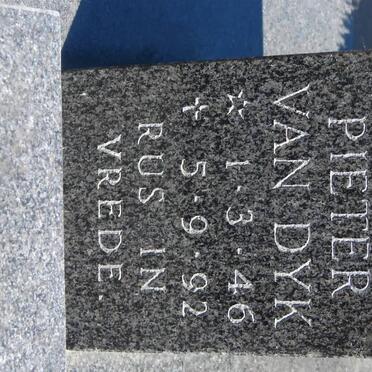 PIETER
VAN DYK
☆ 1·3·46
✝ 5·9·92
RUS IN
VREDE.